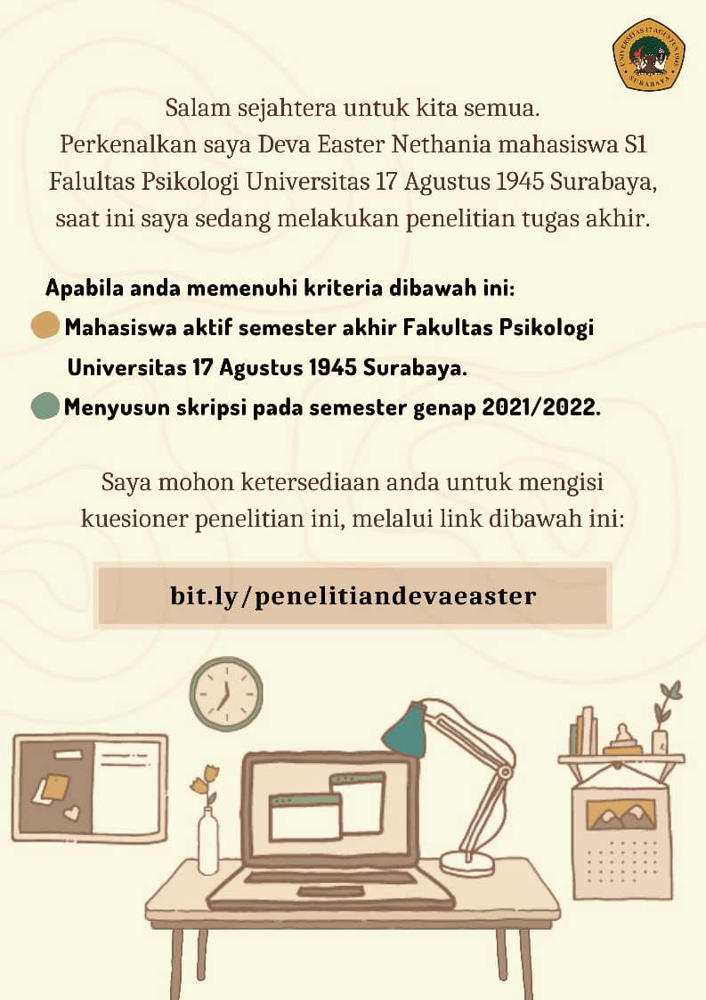 UNIVERSITAS 17 AGUSTUS 1945
SURABAYA
Salam sejahtera untuk kita semua.
Perkenalkan saya Deva Easter Nethania mahasiswa S1
Falultas Psikologi Universitas 17 Agustus 1945 Surabaya,
saat ini saya sedang melakukan penelitian tugas akhir.
Apabila anda memenuhi kriteria dibawah ini:
Mahasiswa aktif semester akhir Fakultas Psikologi
Universitas 17 Agustus 1945 Surabaya.
Menyusun skripsi pada semester genap 2021/2022.
Saya mohon ketersediaan anda untuk mengisi
kuesioner penelitian ini, melalui link dibawah ini:
bit.ly/penelitiandevaeaster